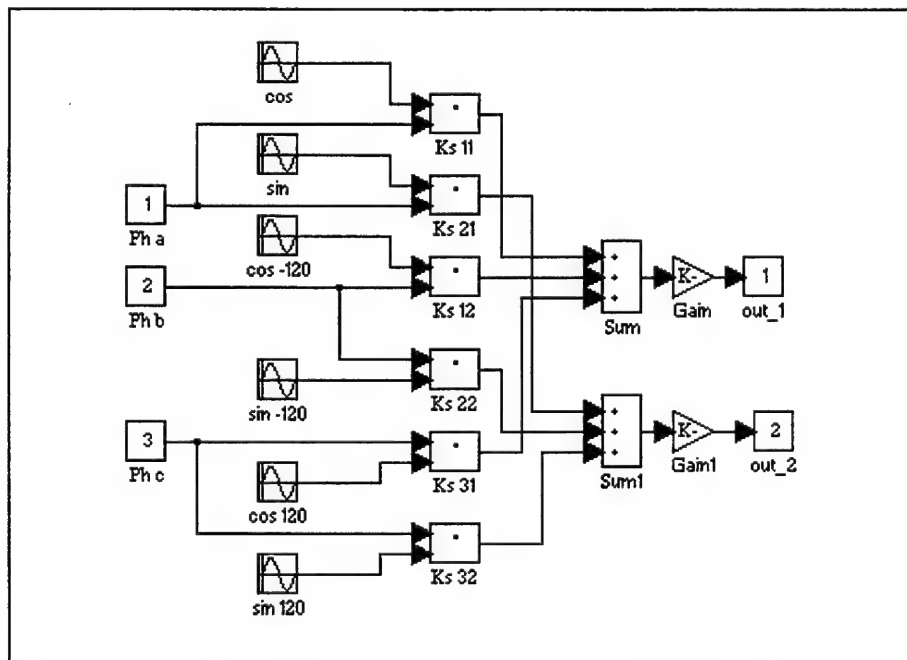 cos
Ks 11
sin
1
Ph a
Ks 21
cos -120
2
Ph b
Ks 12
Sum
K-
Gain
1
out_1
sin -120
Ks 22
3
Ph c
cos 120
Ks 31
Sum1
K-
Gain1
2
out_2
sin 120
Ks 32